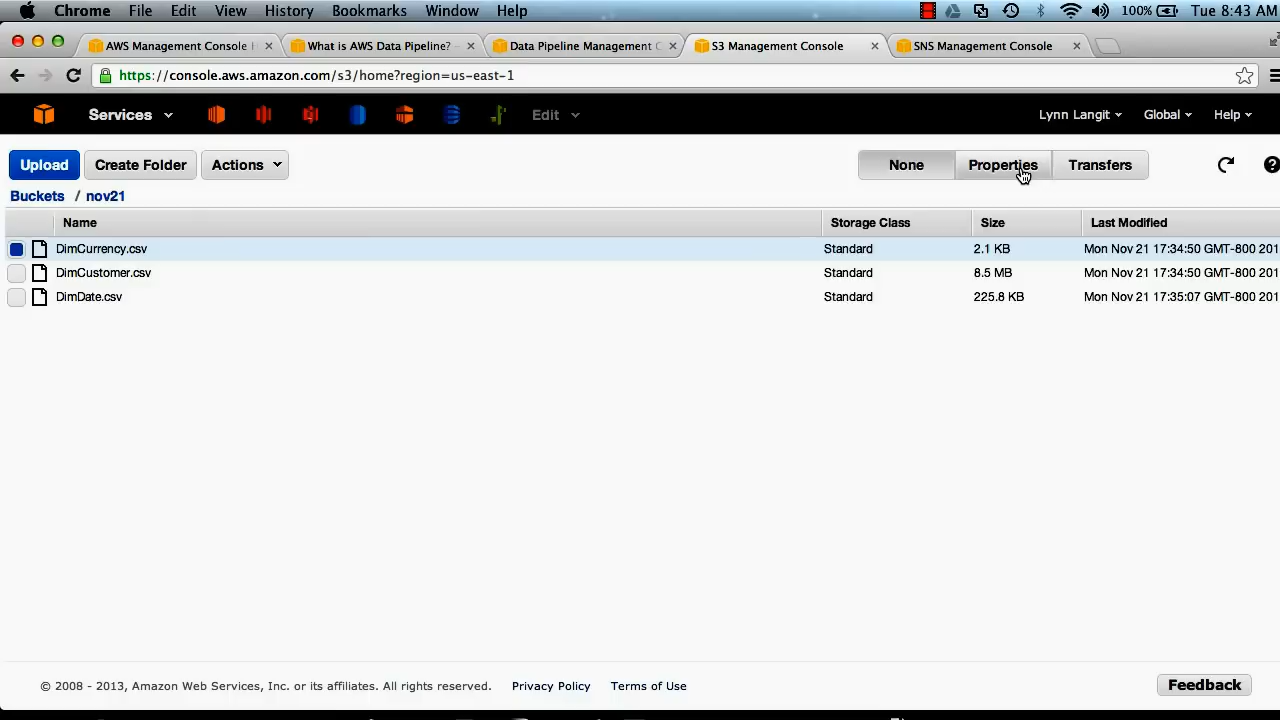 Chrome File Edit View History Bookmarks Window Help 100% Tue 8:43 AM
AWS Management Console What is AWS Data Pipeline? - Data Pipeline Management C S3 Management Console SNS Management Console
https://console.aws.amazon.com/s3/home?region=us-east-1
Services Edit Lynn Langit Global Help
Upload Create Folder Actions None Properties Transfers ?
Buckets / nov21
Name Storage Class Size Last Modified
DimCurrency.csv Standard 2.1 KB Mon Nov 21 17:34:50 GMT-800 201
DimCustomer.csv Standard 8.5 MB Mon Nov 21 17:34:50 GMT-800 201
DimDate.csv Standard 225.8 KB Mon Nov 21 17:35:07 GMT-800 201
© 2008 - 2013, Amazon Web Services, Inc. or its affiliates. All rights reserved. Privacy Policy Terms of Use Feedback